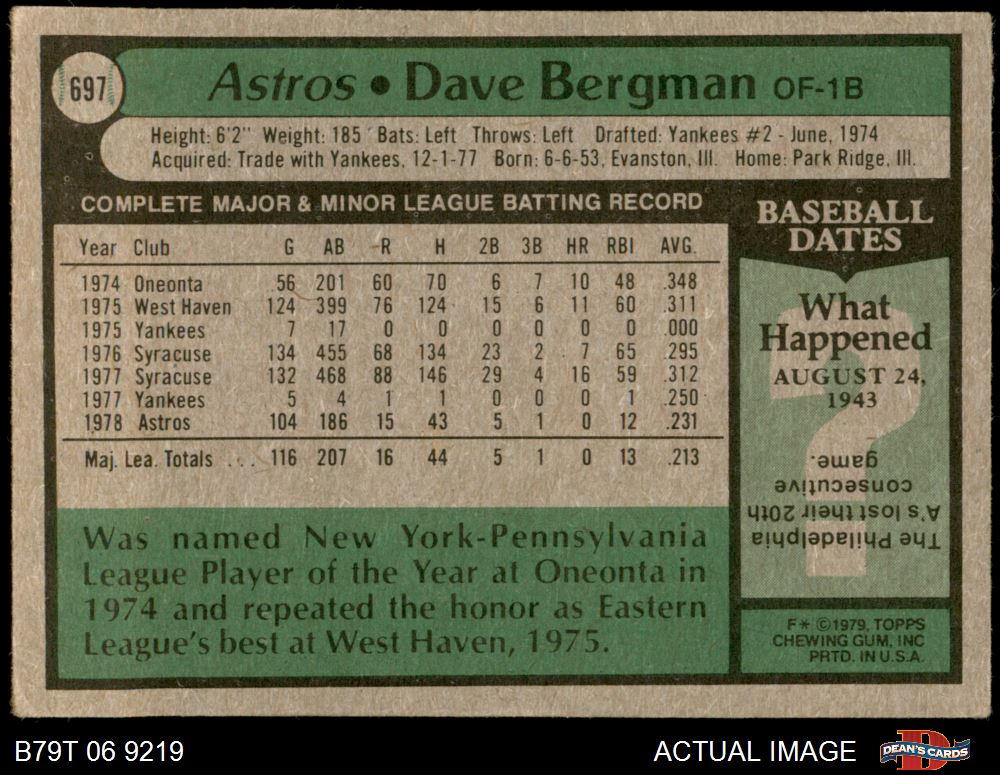 697
Astros • Dave Bergman OF-1B
Height: 6'2" Weight: 185 Bats: Left Throws: Left Drafted: Yankees #2 - June, 1974
Acquired: Trade with Yankees, 12-1-77 Born: 6-6-53, Evanston, Ill. Home: Park Ridge, Ill.
COMPLETE MAJOR & MINOR LEAGUE BATTING RECORD
Year Club G AB R H 2B 3B HR RBI AVG.
1974 Oneonta 56 201 60 70 6 7 10 48 .348
1975 West Haven 124 399 76 124 15 6 11 60 .311
1975 Yankees 7 17 0 0 0 0 0 0 .000
1976 Syracuse 134 455 68 134 23 2 7 65 .295
1977 Syracuse 132 468 88 146 29 4 16 59 .312
1977 Yankees 5 4 1 1 0 0 0 1 .250
1978 Astros 104 186 15 43 5 1 0 12 .231
Maj. Lea. Totals ... 116 207 16 44 5 1 0 13 .213
Was named New York-Pennsylvania
League Player of the Year at Oneonta in
1974 and repeated the honor as Eastern
League's best at West Haven, 1975.
BASEBALL
DATES
What
Happened
AUGUST 24,
1943
The Philadelphia
A's lost their 20th
consecutive
game.
F* ©1979, TOPPS
CHEWING GUM, INC
PRTD. IN U.S.A.
B79T 06 9219
ACTUAL IMAGE
DEAN'S CARDS